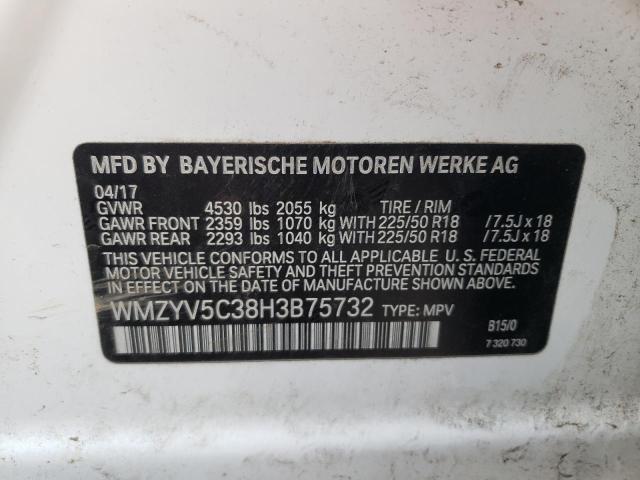 MFD BY BAYERISCHE MOTOREN WERKE AG
04/17
GVWR 4530 lbs 2055 kg TIRE / RIM
GAWR FRONT 2359 lbs 1070 kg WITH 225/50 R18 /7.5J x 18
GAWR REAR 2293 lbs 1040 kg WITH 225/50 R18 /7.5J x 18
THIS VEHICLE CONFORMS TO ALL APPLICABLE U. S. FEDERAL
MOTOR VEHICLE SAFETY AND THEFT PREVENTION STANDARDS
IN EFFECT ON THE DATE OF MANUFACTURE SHOWN ABOVE.
WMZYV5C38H3B75732 TYPE: MPV
B15/0
7 320 730